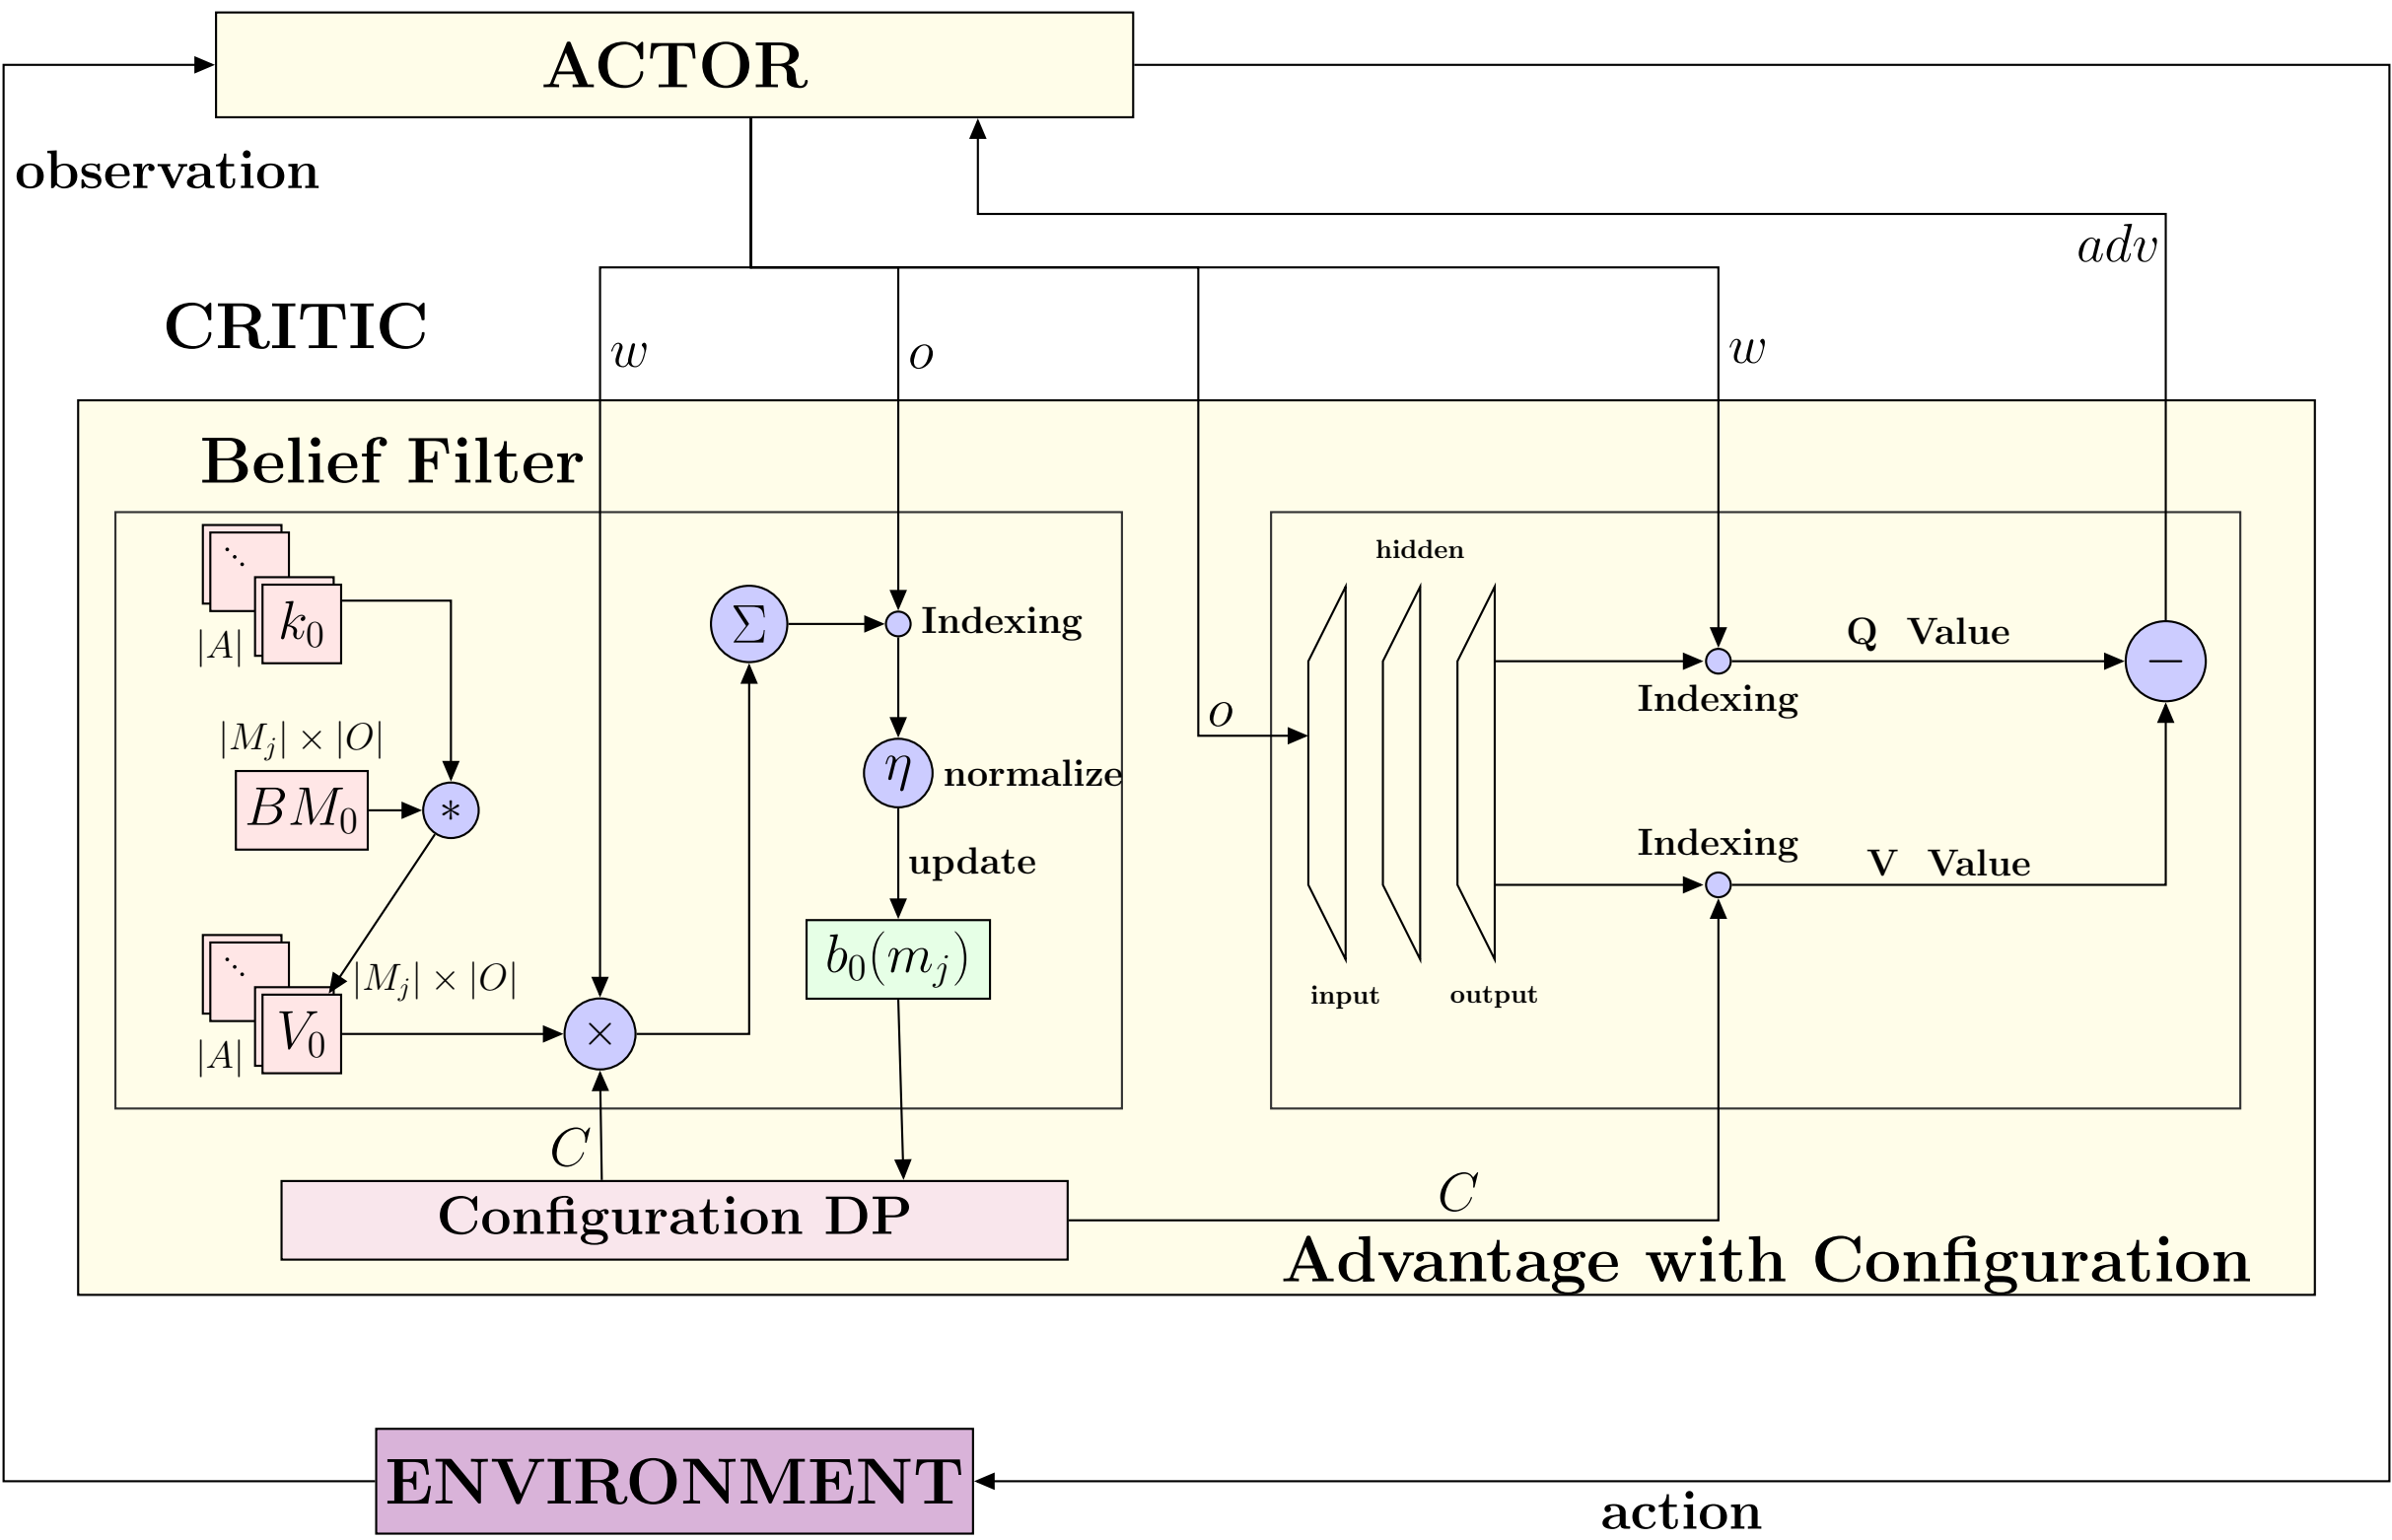 ACTOR
observation
adv
CRITIC
w
o
w
Belief Filter
hidden
⋱
k₀
|A|
Σ
Indexing
Q Value
−
Indexing
o
|Mⱼ| × |O|
BM₀
*
η
normalize
update
Indexing
V Value
⋱
|Mⱼ| × |O|
b₀(mⱼ)
V₀
|A|
×
input
output
C
Configuration DP
C
Advantage with Configuration
ENVIRONMENT
action